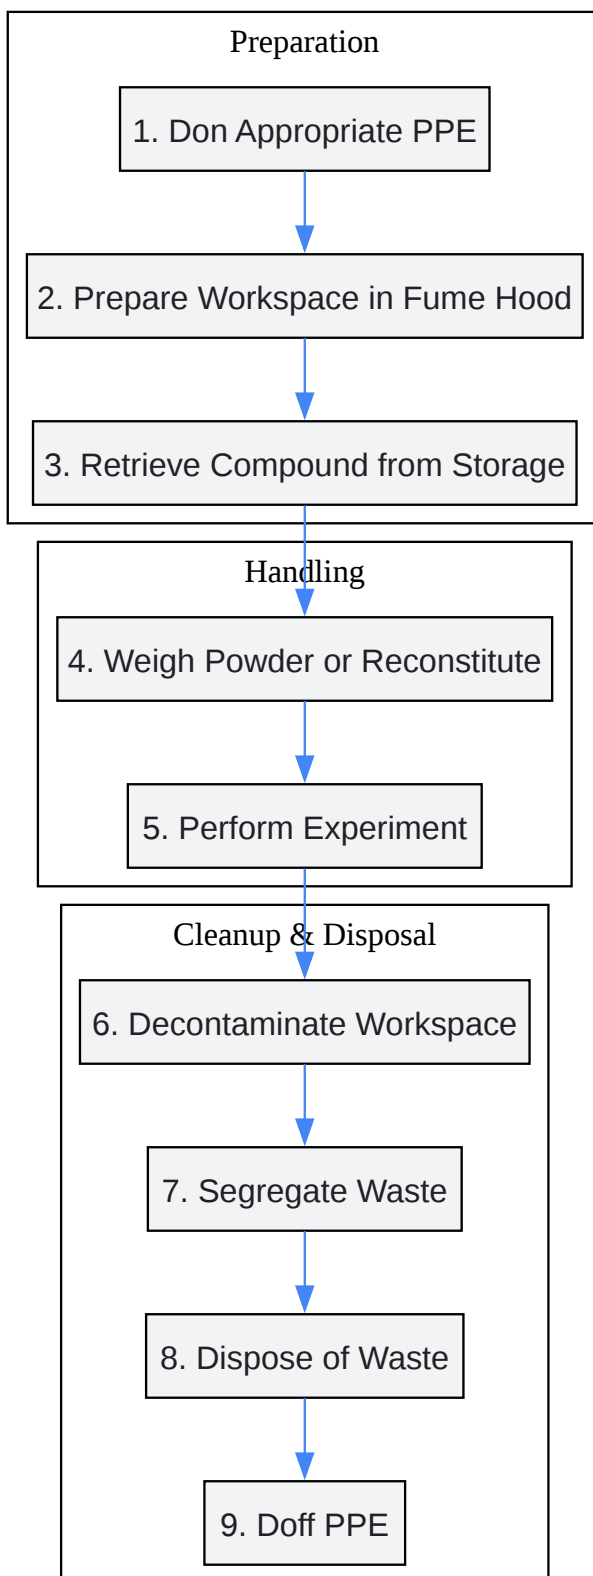 Preparation
1. Don Appropriate PPE
2. Prepare Workspace in Fume Hood
3. Retrieve Compound from Storage
Handling
4. Weigh Powder or Reconstitute
5. Perform Experiment
Cleanup & Disposal
6. Decontaminate Workspace
7. Segregate Waste
8. Dispose of Waste
9. Doff PPE